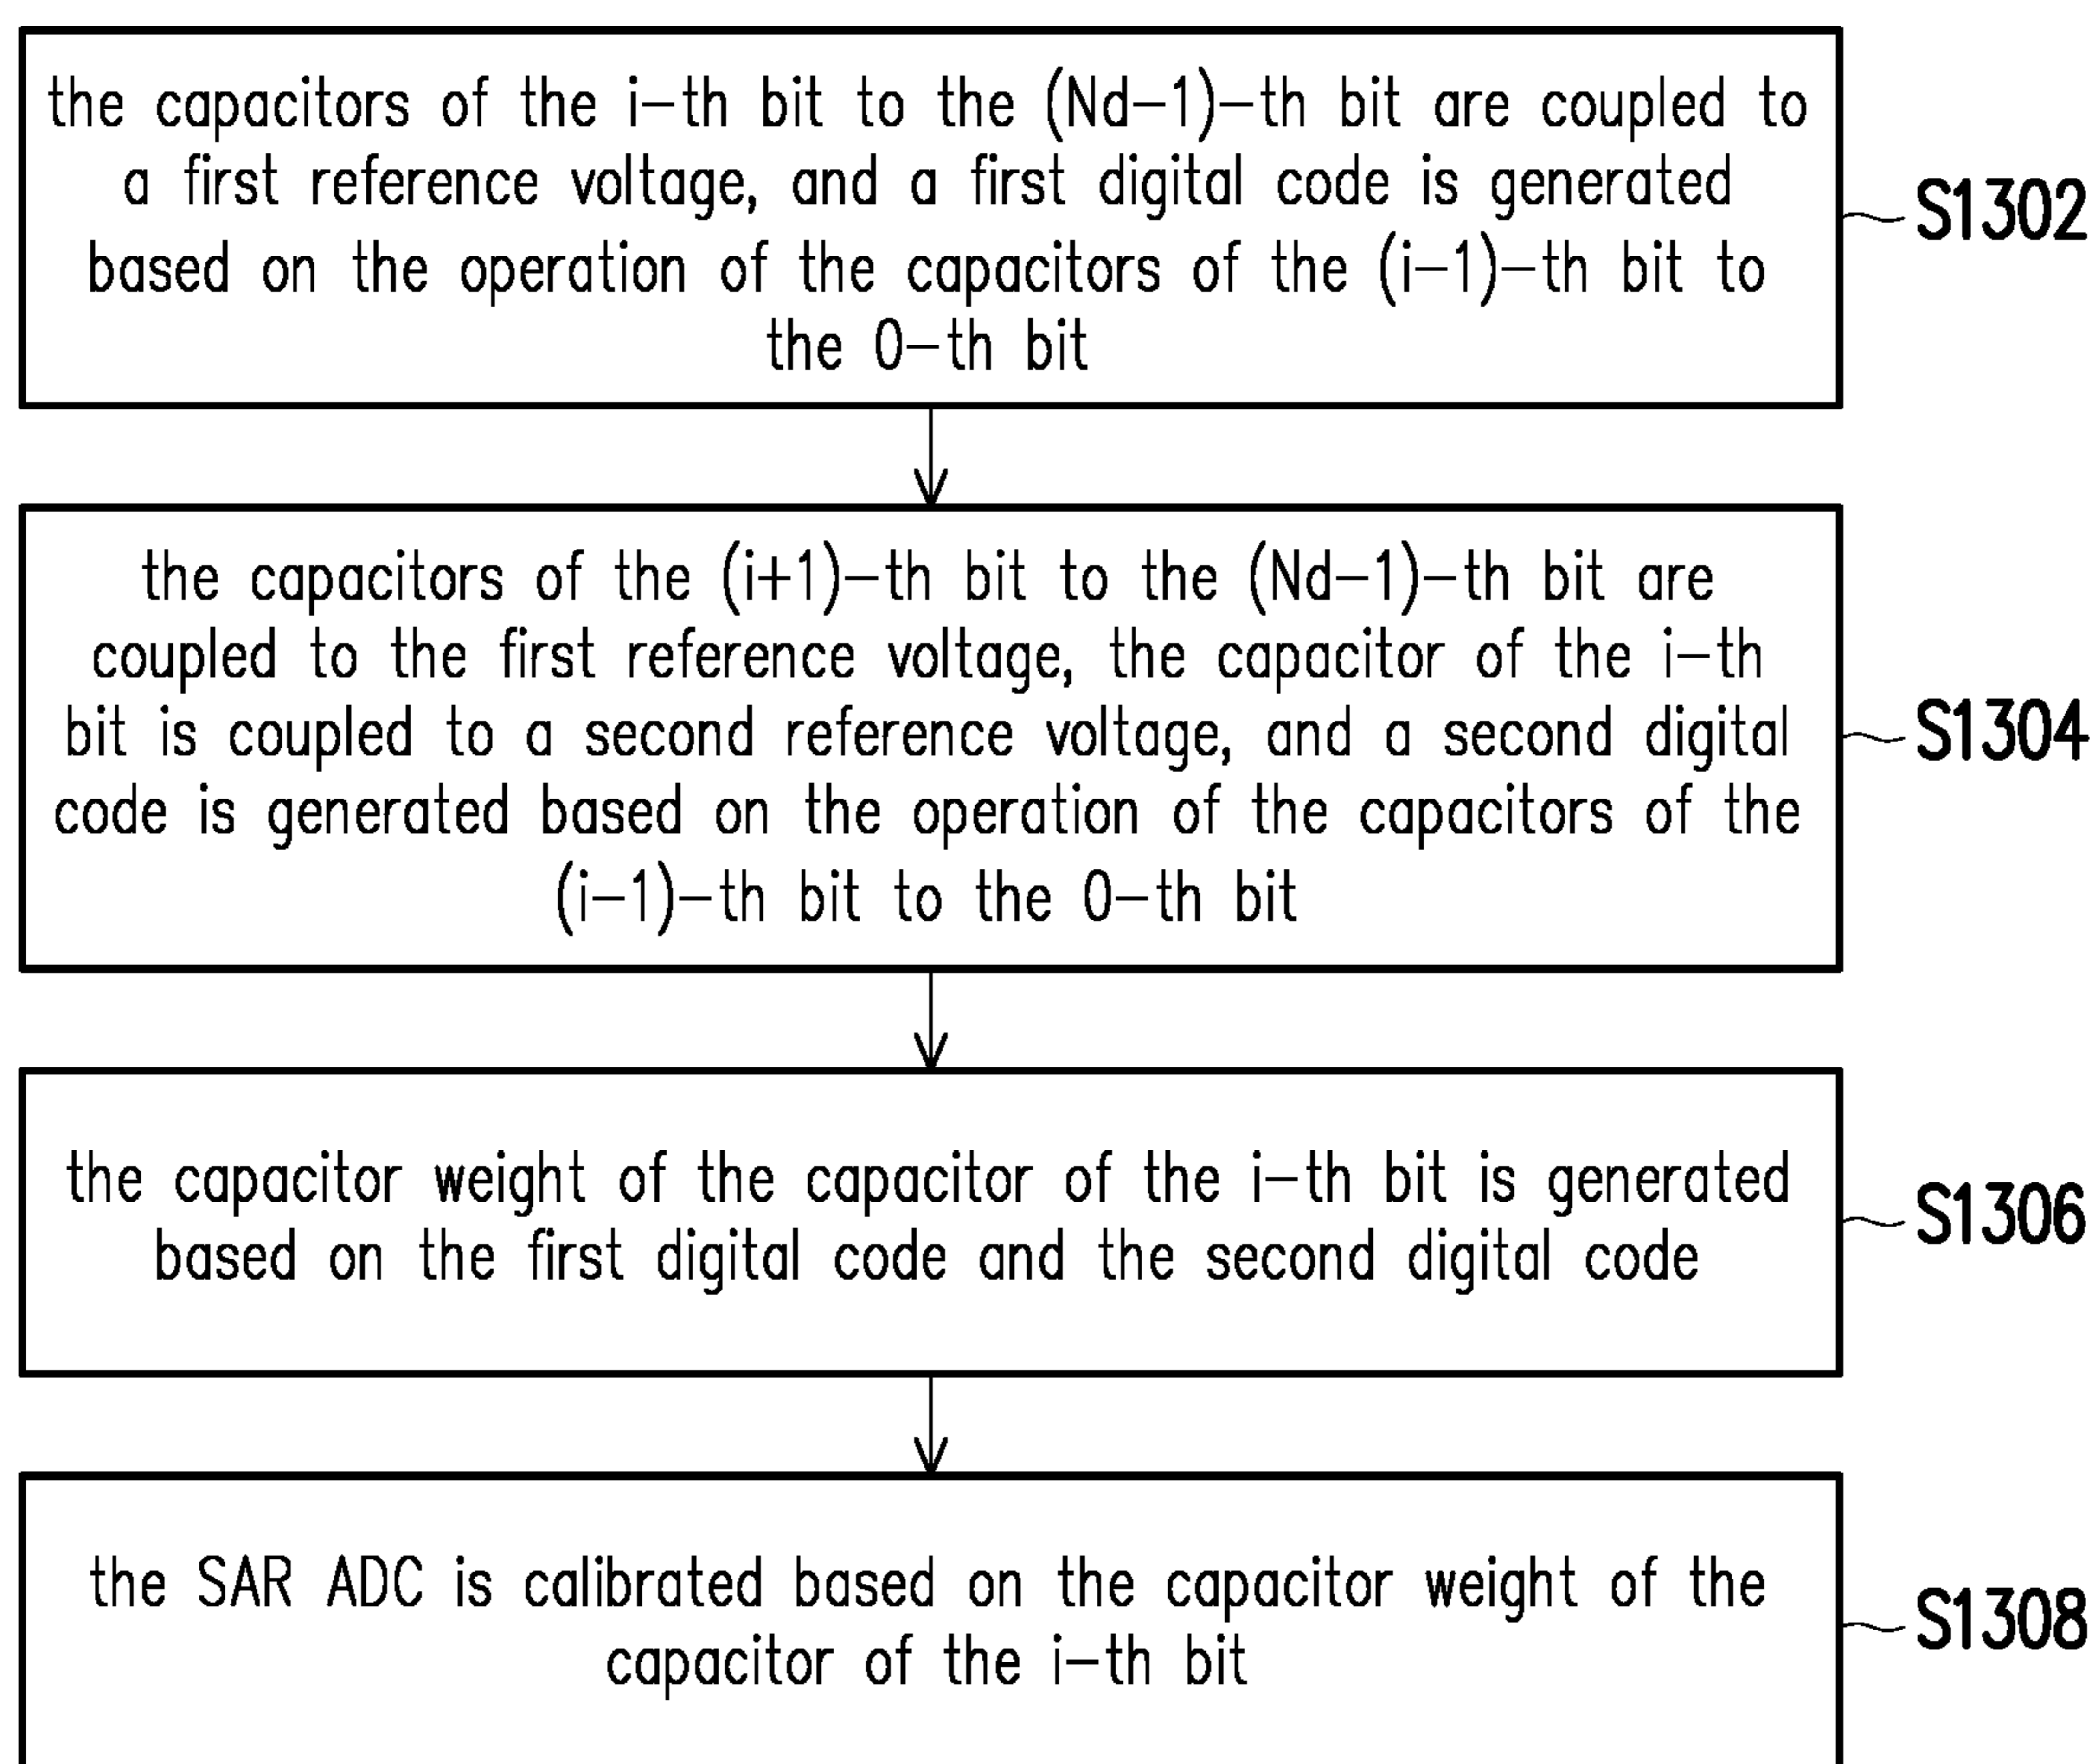 the capacitors of the i-th bit to the (Nd-1)-th bit are coupled to
a first reference voltage, and a first digital code is generated
based on the operation of the capacitors of the (i-1)-th bit to
the 0-th bit
S1302
the capacitors of the (i+1)-th bit to the (Nd-1)-th bit are
coupled to the first reference voltage, the capacitor of the i-th
bit is coupled to a second reference voltage, and a second digital
code is generated based on the operation of the capacitors of the
(i-1)-th bit to the 0-th bit
S1304
the capacitor weight of the capacitor of the i-th bit is generated
based on the first digital code and the second digital code
S1306
the SAR ADC is calibrated based on the capacitor weight of the
capacitor of the i-th bit
S1308